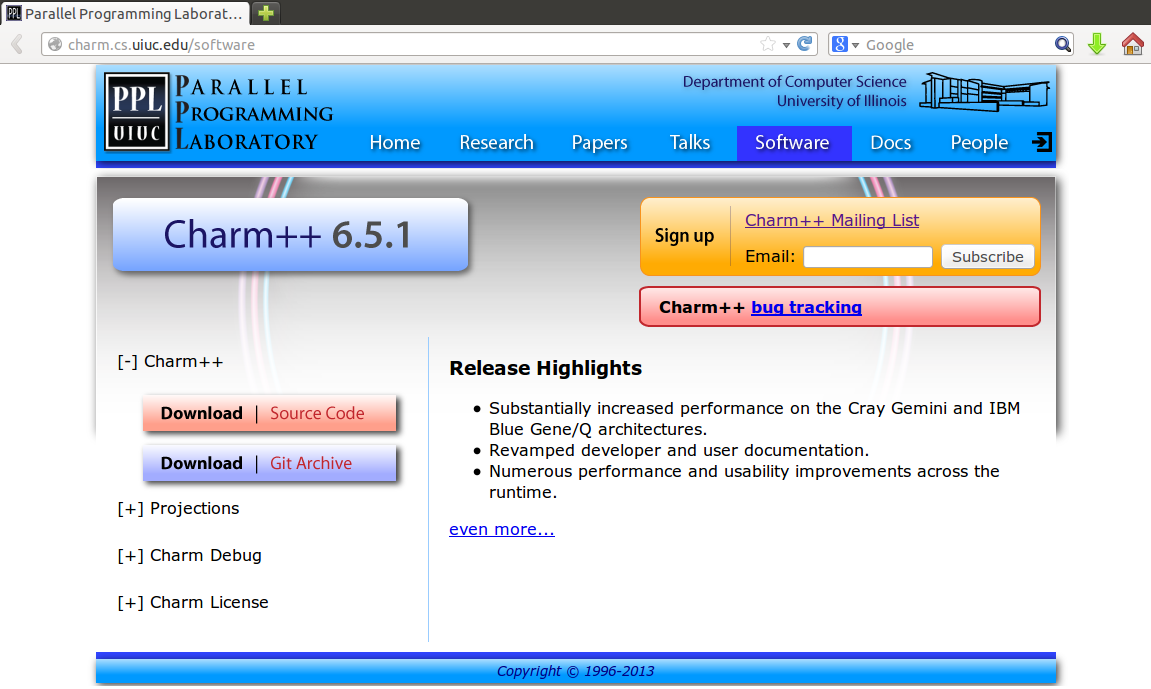 PPL Parallel Programming Laborat...
charm.cs.uiuc.edu/software
8 Google
PPL
UIUC
PARALLEL
PROGRAMMING
LABORATORY
Department of Computer Science
University of Illinois
Home Research Papers Talks Software Docs People
Charm++ 6.5.1
Sign up
Charm++ Mailing List
Email: Subscribe
Charm++ bug tracking
[-] Charm++
Download | Source Code
Download | Git Archive
[+] Projections
[+] Charm Debug
[+] Charm License
Release Highlights
• Substantially increased performance on the Cray Gemini and IBM
Blue Gene/Q architectures.
• Revamped developer and user documentation.
• Numerous performance and usability improvements across the
runtime.
even more...
Copyright © 1996-2013